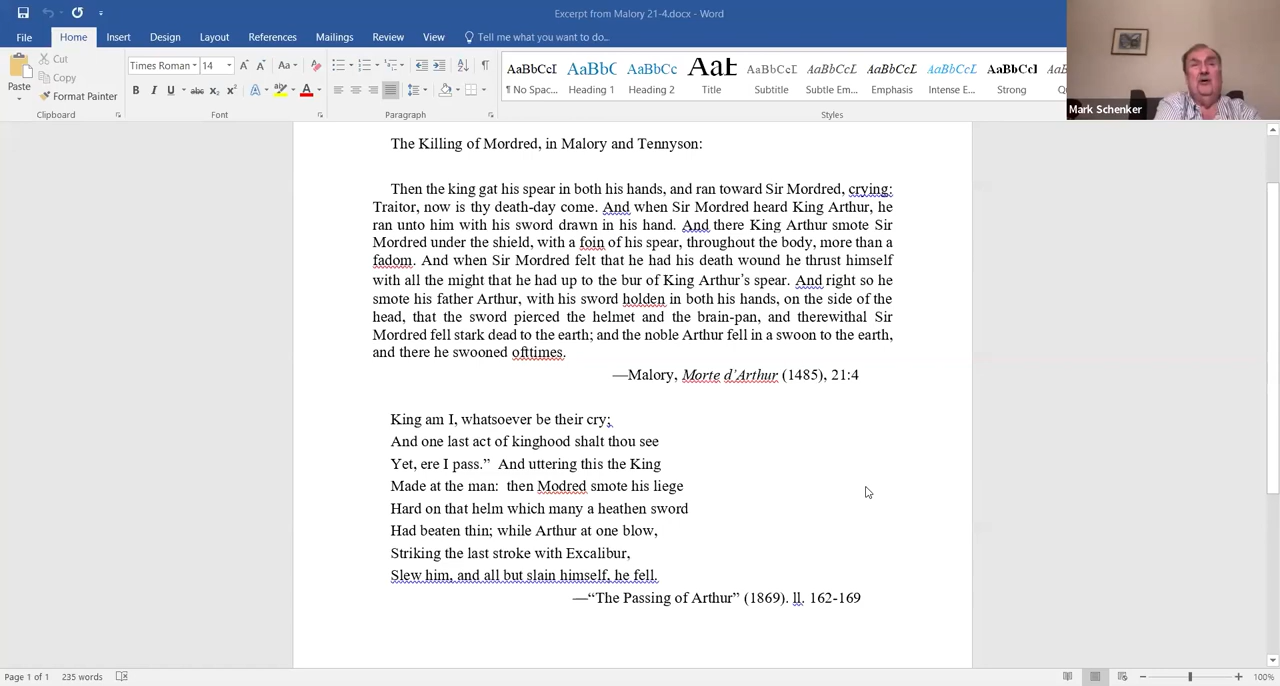 Excerpt from Malory 21-4.docx - Word
File Home Insert Design Layout References Mailings Review View Tell me what you want to do...
Paste
Cut
Copy
Format Painter
Clipboard
Times Roman 14
Aa
B I U abc X₂ X²
Font
Paragraph
AaBbCcI AaBbC AaBbCc AaB AaBbCcL AaBbCcL AaBbCcL AaBbCcL AaBbCcl Aa
¶ No Spac... Heading 1 Heading 2 Title Subtitle Subtle Em... Emphasis Intense E... Strong Qu
Styles
Mark Schenker
The Killing of Mordred, in Malory and Tennyson:
Then the king gat his spear in both his hands, and ran toward Sir Mordred, crying:
Traitor, now is thy death-day come. And when Sir Mordred heard King Arthur, he
ran unto him with his sword drawn in his hand. And there King Arthur smote Sir
Mordred under the shield, with a foin of his spear, throughout the body, more than a
fadom. And when Sir Mordred felt that he had his death wound he thrust himself
with all the might that he had up to the bur of King Arthur's spear. And right so he
smote his father Arthur, with his sword holden in both his hands, on the side of the
head, that the sword pierced the helmet and the brain-pan, and therewithal Sir
Mordred fell stark dead to the earth; and the noble Arthur fell in a swoon to the earth,
and there he swooned ofttimes.
—Malory, Morte d'Arthur (1485), 21:4
King am I, whatsoever be their cry;
And one last act of kinghood shalt thou see
Yet, ere I pass.” And uttering this the King
Made at the man: then Modred smote his liege
Hard on that helm which many a heathen sword
Had beaten thin; while Arthur at one blow,
Striking the last stroke with Excalibur,
Slew him, and all but slain himself, he fell.
—“The Passing of Arthur” (1869). ll. 162-169
Page 1 of 1 235 words
100%